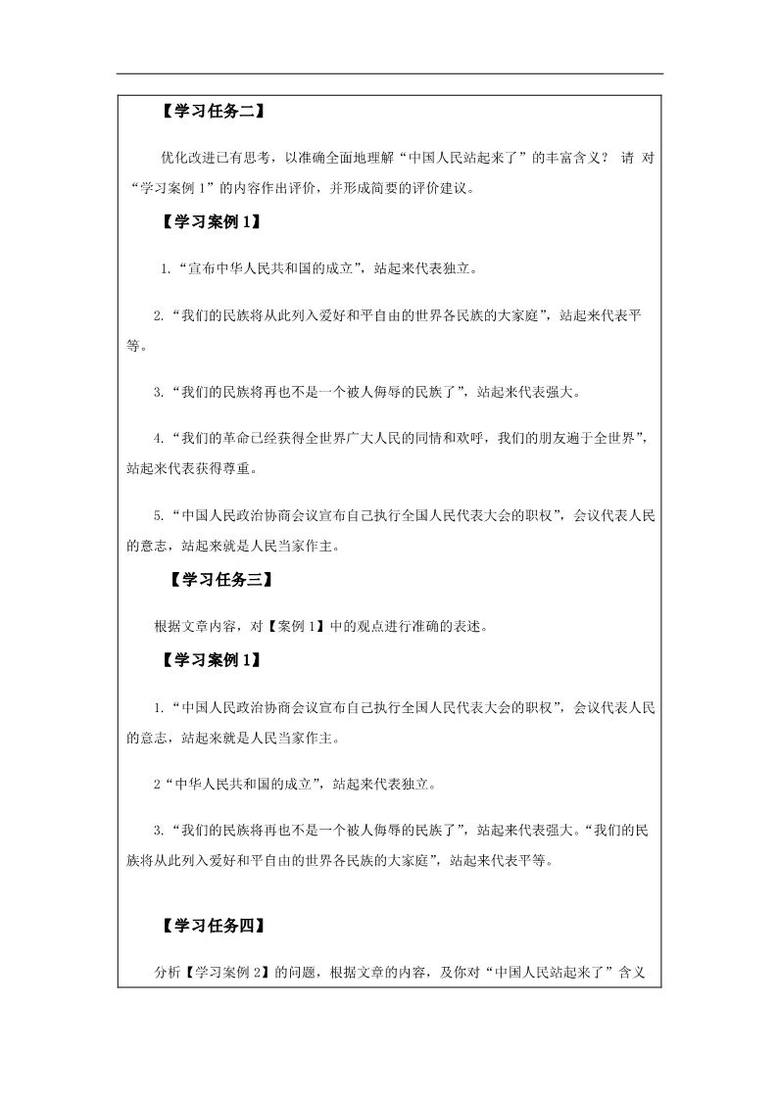 【学习任务二】
优化改进已有思考，以准确全面地理解“中国人民站起来了”的丰富含义？ 请 对
“学习案例 1”的内容作出评价，并形成简要的评价建议。
【学习案例 1】
1. “宣布中华人民共和国的成立”，站起来代表独立。
2. “我们的民族将从此列入爱好和平自由的世界各民族的大家庭”，站起来代表平
等。
3. “我们的民族将再也不是一个被人侮辱的民族了”，站起来代表强大。
4. “我们的革命已经获得全世界广大人民的同情和欢呼，我们的朋友遍于全世界”，
站起来代表获得尊重。
5. “中国人民政治协商会议宣布自己执行全国人民代表大会的职权”，会议代表人民
的意志，站起来就是人民当家作主。
【学习任务三】
根据文章内容，对【案例 1】中的观点进行准确的表述。
【学习案例 1】
1. “中国人民政治协商会议宣布自己执行全国人民代表大会的职权”，会议代表人民
的意志，站起来就是人民当家作主。
2“中华人民共和国的成立”，站起来代表独立。
3. “我们的民族将再也不是一个被人侮辱的民族了”，站起来代表强大。“我们的民
族将从此列入爱好和平自由的世界各民族的大家庭”，站起来代表平等。
【学习任务四】
分析【学习案例 2】的问题，根据文章的内容，及你对“中国人民站起来了”含义